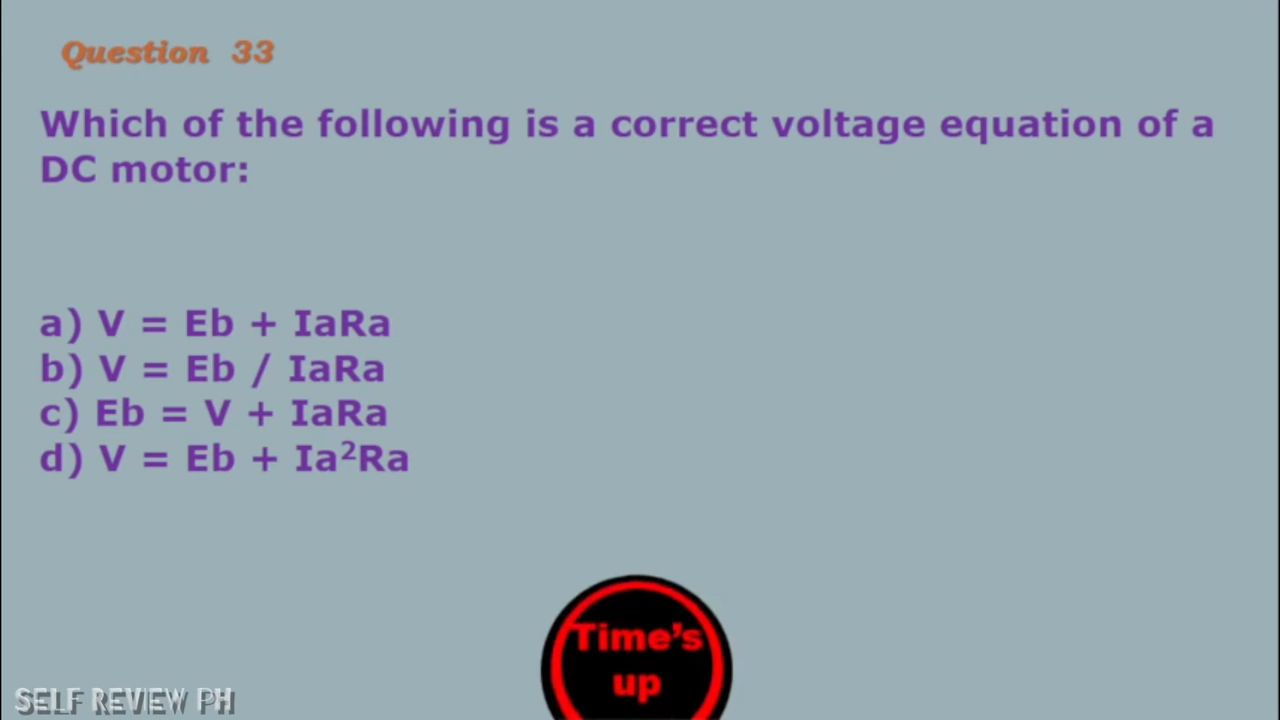 Question 33
Which of the following is a correct voltage equation of a
DC motor:
a) V = Eb + IaRa
b) V = Eb / IaRa
c) Eb = V + IaRa
d) V = Eb + Ia²Ra
Time’s
up
SELF REVIEW PH